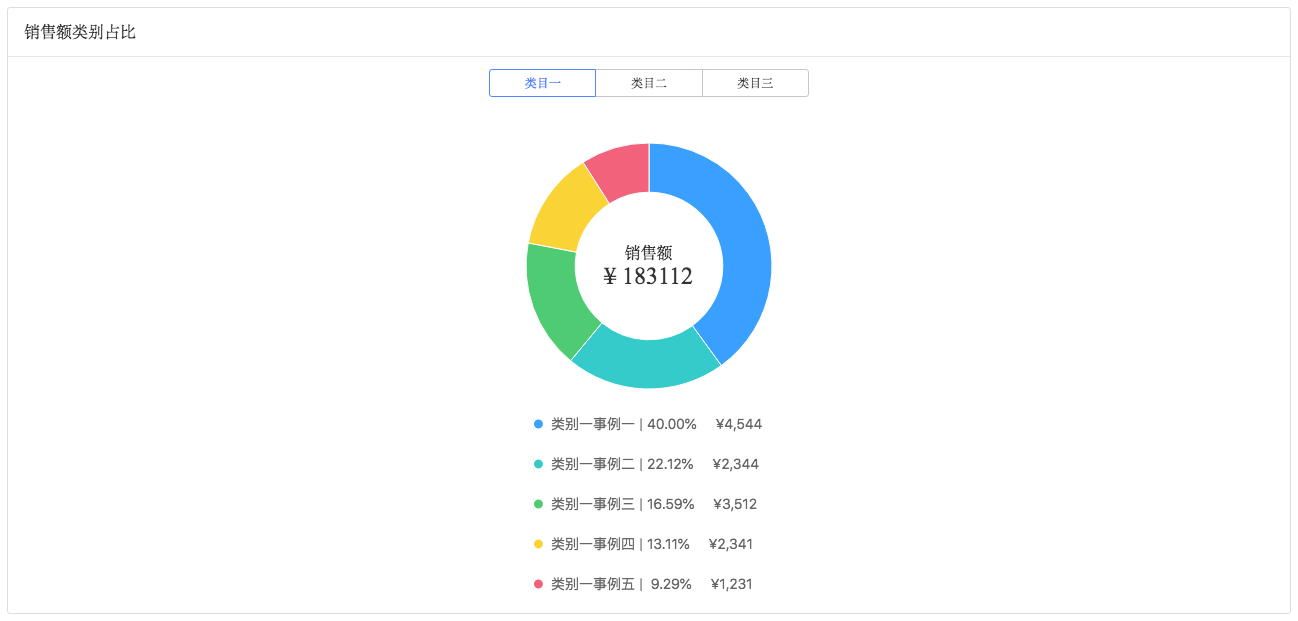 销售额类别占比
类目一 类目二 类目三
销售额
¥ 183112
类别一事例一 | 40.00% ¥4,544
类别一事例二 | 22.12% ¥2,344
类别一事例三 | 16.59% ¥3,512
类别一事例四 | 13.11% ¥2,341
类别一事例五 | 9.29% ¥1,231